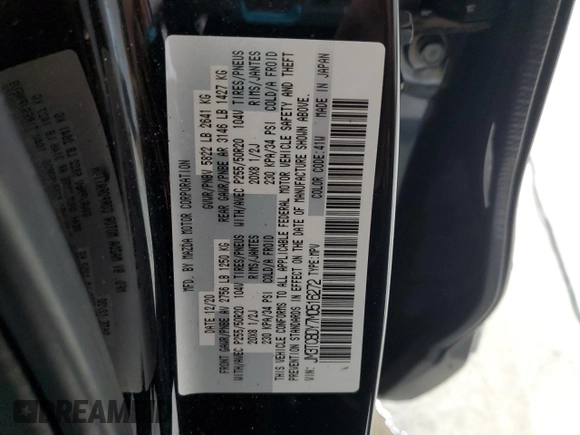 MFD. BY MAZDA MOTOR CORPORATION
DATE 12/20 GVWR/PNBV 5822 LB 2641 KG
FRONT GAWR/PNBE AV 2756 LB 1250 KG REAR GAWR/PNBE AR 3146 LB 1427 KG
WITH/AVEC P255/50R20 104V TIRES/PNEUS WITH/AVEC P255/50R20 104V TIRES/PNEUS
20X8 1/2J RIMS/JANTES 20X8 1/2J RIMS/JANTES
230 KPA/34 PSI COLD/A FROID 230 KPA/34 PSI COLD/A FROID
THIS VEHICLE CONFORMS TO ALL APPLICABLE FEDERAL MOTOR VEHICLE SAFETY AND THEFT
PREVENTION STANDARDS IN EFFECT ON THE DATE OF MANUFACTURE SHOWN ABOVE.
VIN: JM3TCBDY7M0516272 TYPE:MPV COLOR CODE:41W MADE IN JAPAN
DREAMBID